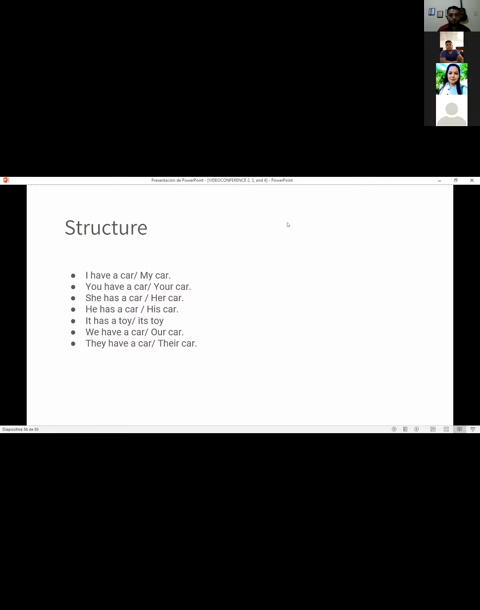 Presentación de PowerPoint - [VIDEOCONFERENCE 2, 3, and 4] - PowerPoint
Structure
● I have a car/ My car.
● You have a car/ Your car.
● She has a car / Her car.
● He has a car / His car.
● It has a toy/ its toy
● We have a car/ Our car.
● They have a car/ Their car.